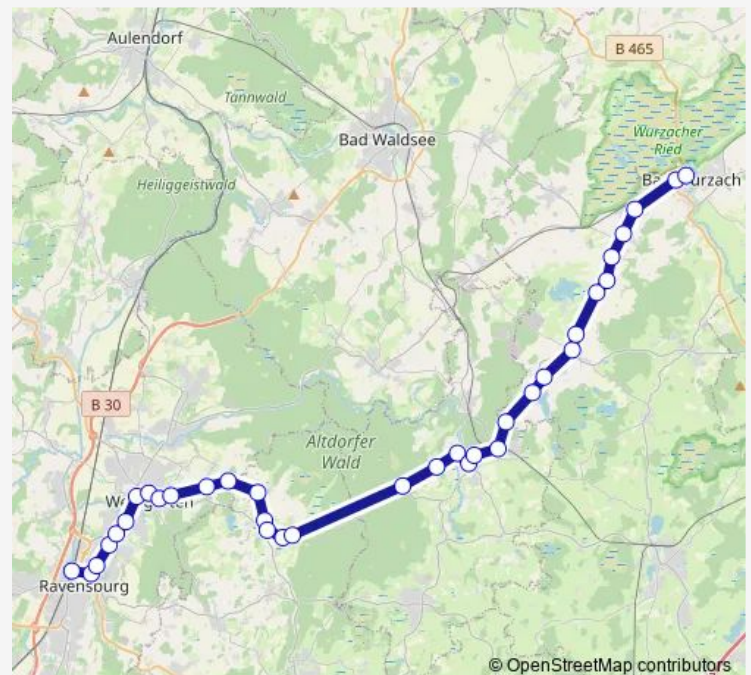 Aulendorf
B 465
Tannwald
Bad Waldsee
Wurzacher
Ried
Heiliggeistwald
B 30
Altdorfer
Wald
Ravensburg
© OpenStreetMap contributors